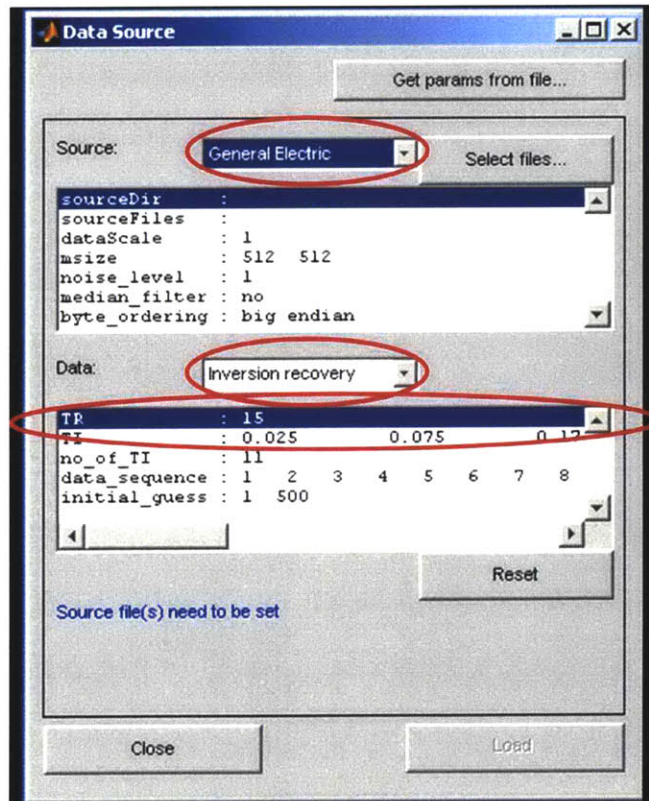 Data Source
Get params from file...
Source:
General Electric
Select files...
sourceDir :
sourceFiles :
dataScale : 1
msize : 512 512
noise_level : 1
median_filter : no
byte_ordering : big endian
Data:
Inversion recovery
TR : 15
TI : 0.025 0.075 0.17
no_of_TI : 11
data_sequence : 1 2 3 4 5 6 7 8
initial_guess : 1 500
Reset
Source file(s) need to be set
Close
Load